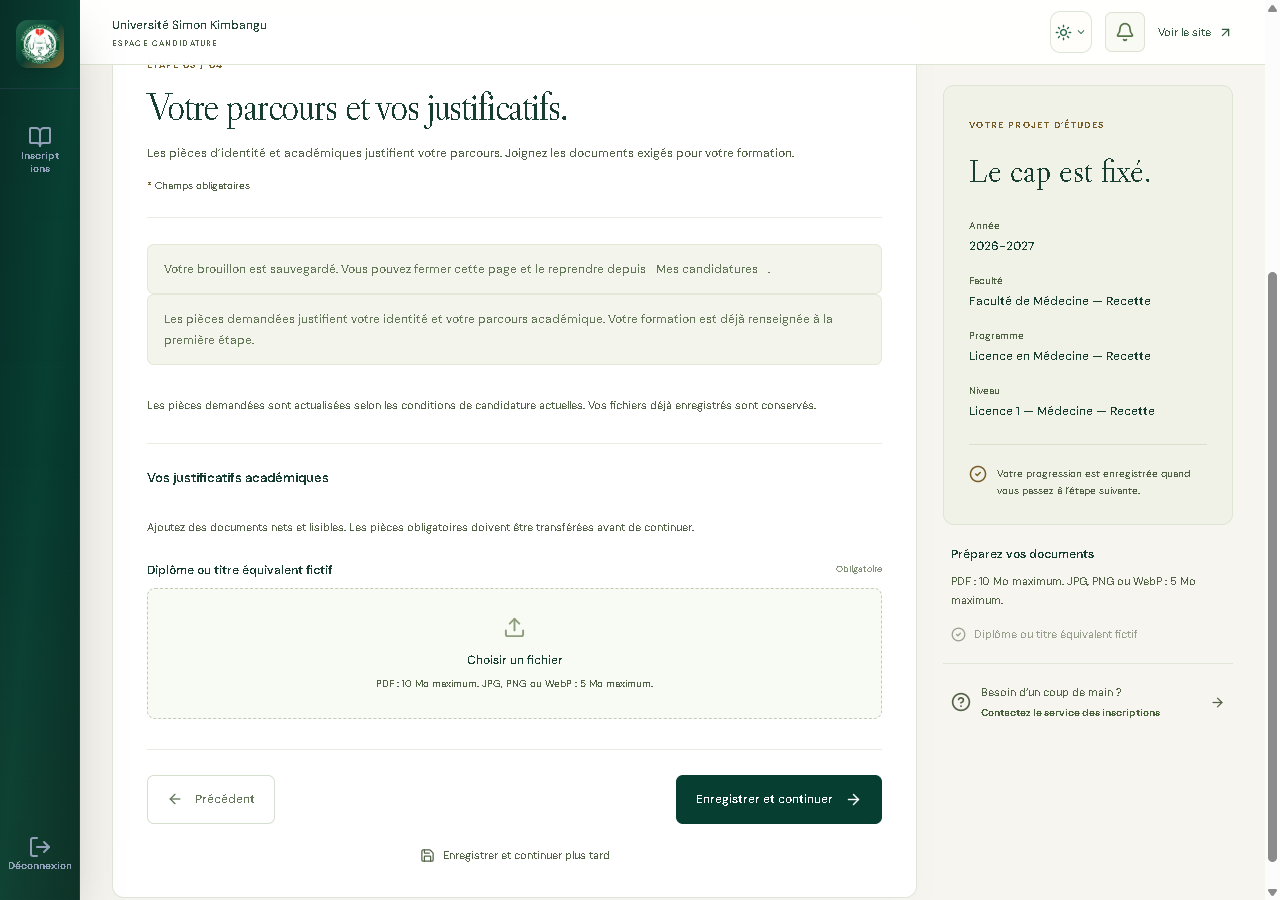 Université Simon Kimbangu
ESPACE CANDIDATURE
Voir le site
Inscript
ions
Déconnexion
ÉTAPE 03 / 04
Votre parcours et vos justificatifs.
Les pièces d'identité et académiques justifient votre parcours. Joignez les documents exigés pour votre formation.
* Champs obligatoires
Votre brouillon est sauvegardé. Vous pouvez fermer cette page et le reprendre depuis Mes candidatures .
Les pièces demandées justifient votre identité et votre parcours académique. Votre formation est déjà renseignée à la
première étape.
Les pièces demandées sont actualisées selon les conditions de candidature actuelles. Vos fichiers déjà enregistrés sont conservés.
Vos justificatifs académiques
Ajoutez des documents nets et lisibles. Les pièces obligatoires doivent être transférées avant de continuer.
Diplôme ou titre équivalent fictif
Obligatoire
Choisir un fichier
PDF : 10 Mo maximum. JPG, PNG ou WebP : 5 Mo maximum.
Précédent
Enregistrer et continuer
Enregistrer et continuer plus tard
VOTRE PROJET D'ÉTUDES
Le cap est fixé.
Année
2026-2027
Faculté
Faculté de Médecine — Recette
Programme
Licence en Médecine — Recette
Niveau
Licence 1 — Médecine — Recette
Votre progression est enregistrée quand
vous passez à l'étape suivante.
Préparez vos documents
PDF : 10 Mo maximum. JPG, PNG ou WebP : 5 Mo
maximum.
Diplôme ou titre équivalent fictif
Besoin d'un coup de main ?
Contactez le service des inscriptions